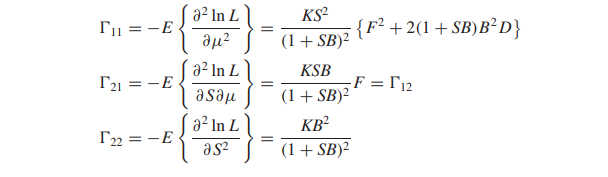 Γ₁₁ = −E { ∂² ln L / ∂μ² } = KS² / (1 + SB)² {F² + 2(1 + SB)B²D}
Γ₂₁ = −E { ∂² ln L / ∂S∂μ } = KSB / (1 + SB)² F = Γ₁₂
Γ₂₂ = −E { ∂² ln L / ∂S² } = KB² / (1 + SB)²